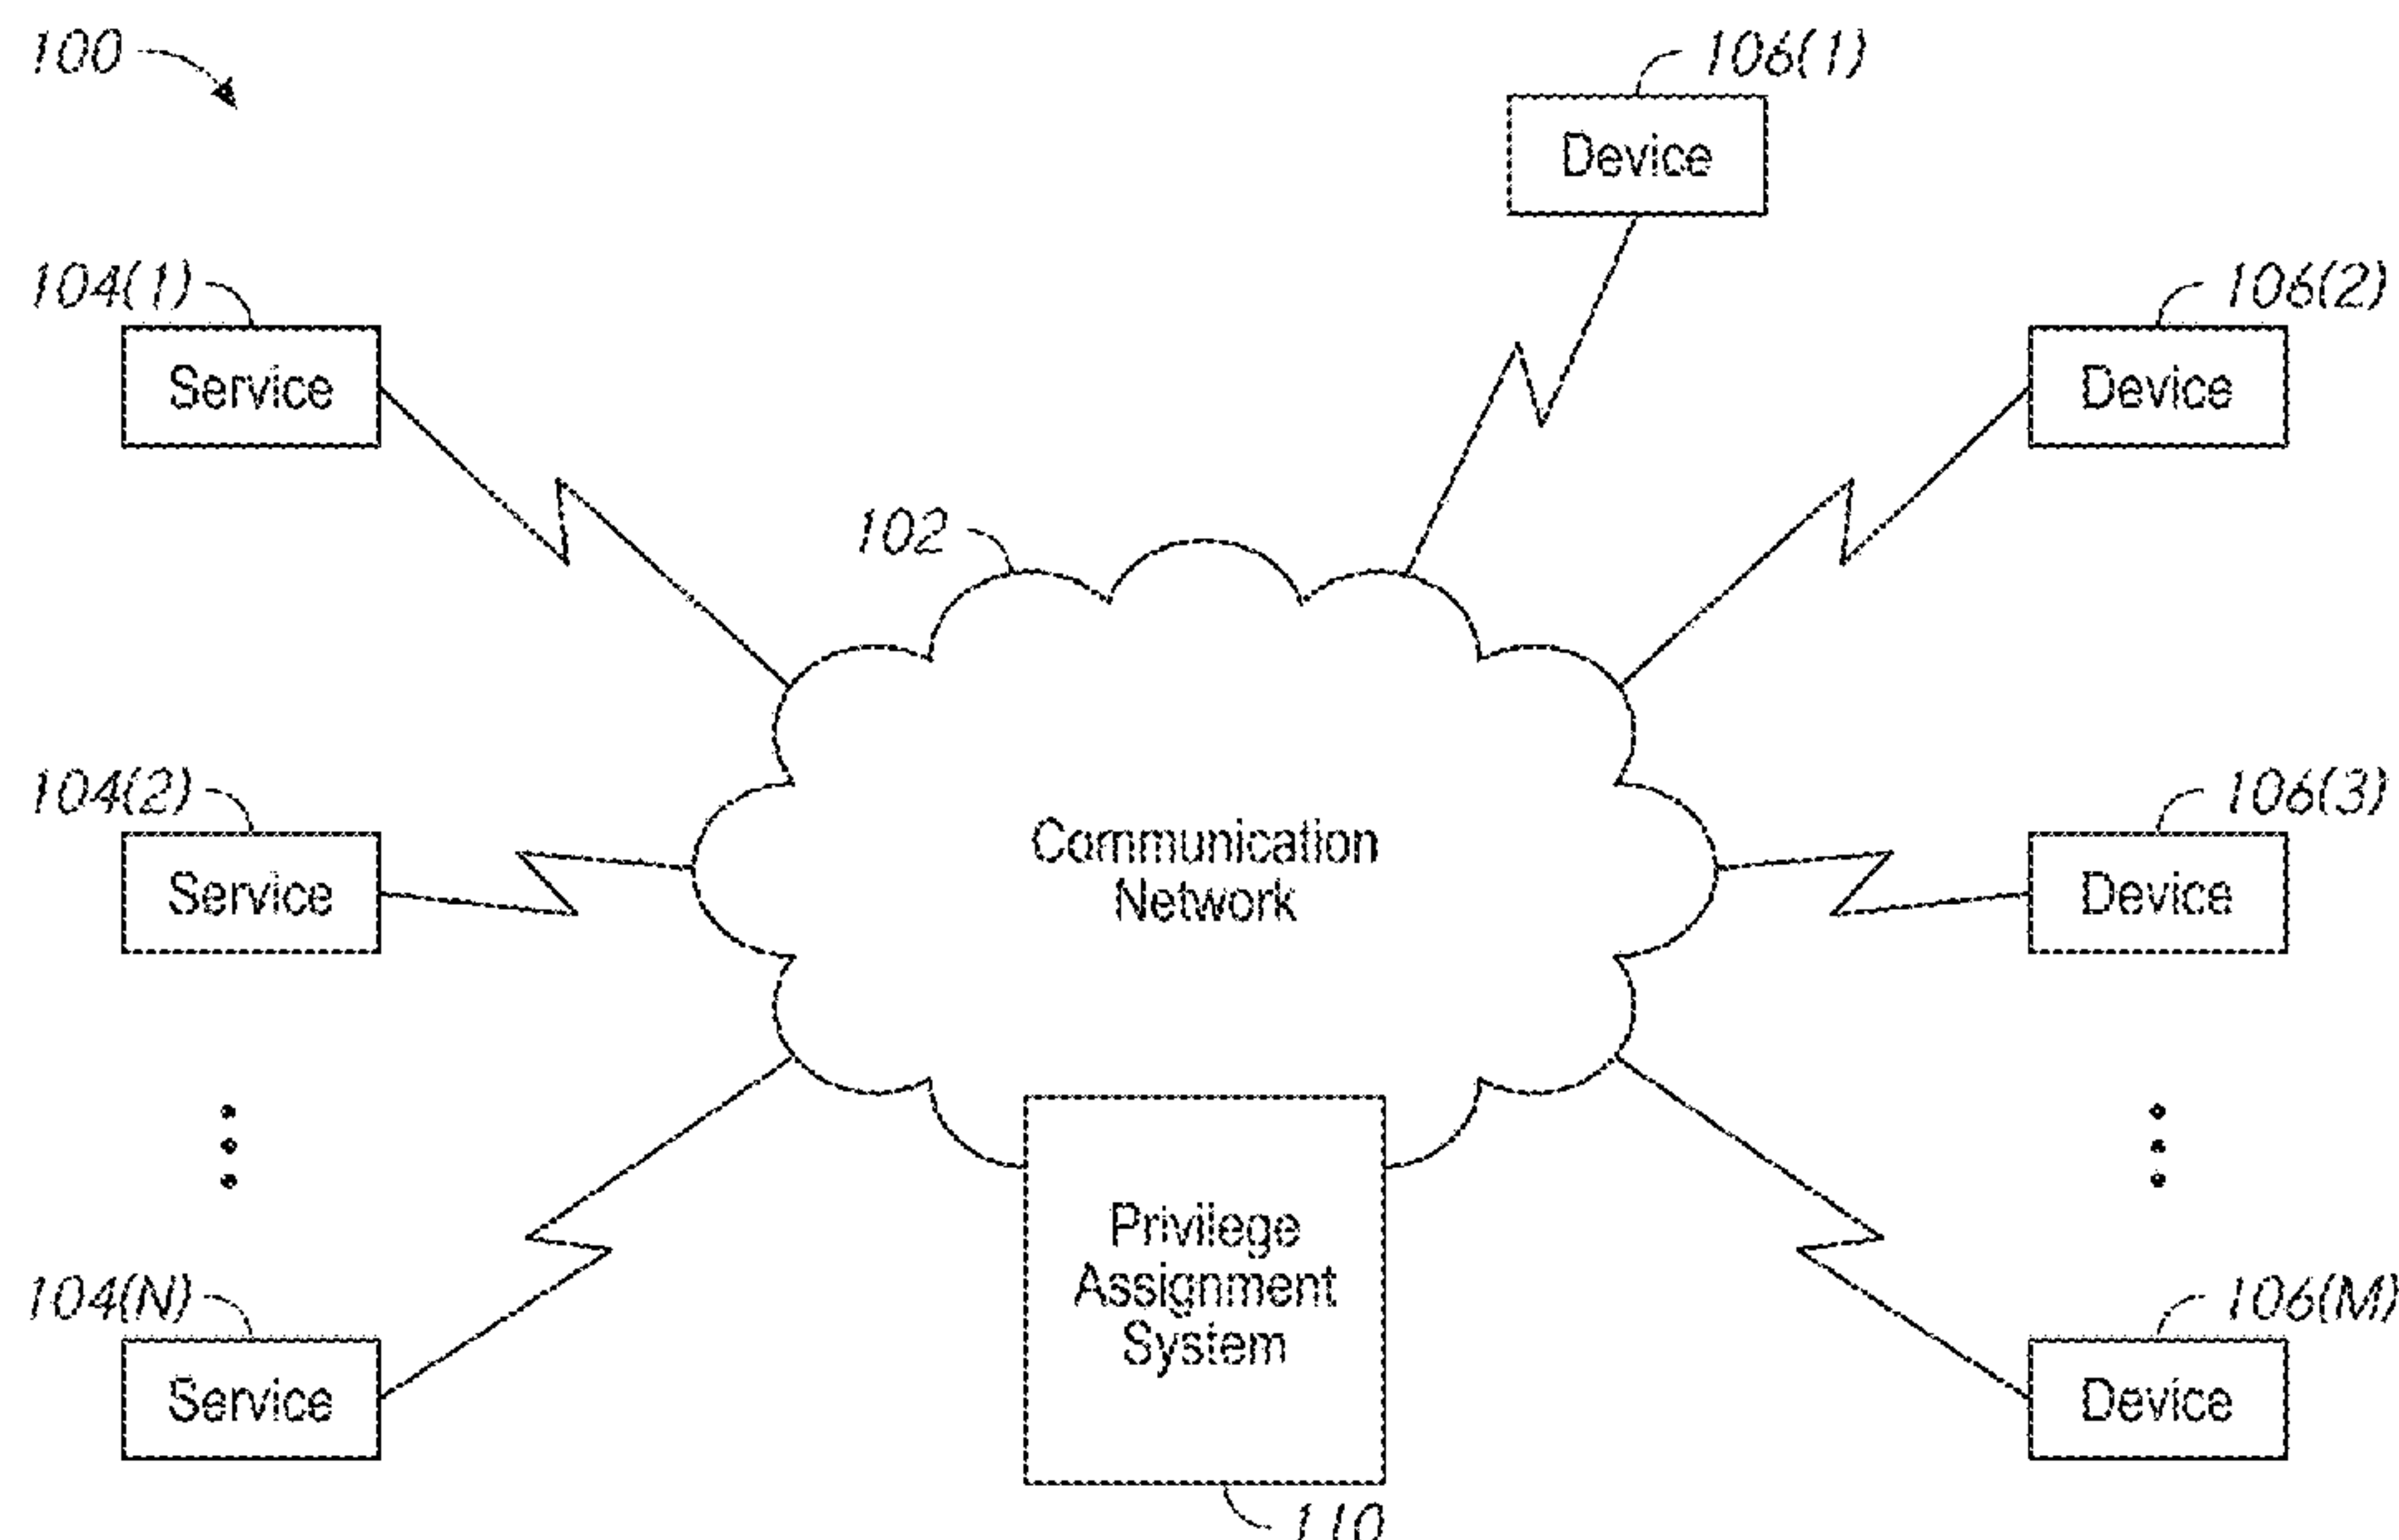 100
106(1)
Device
104(1)
106(2)
Service
Device
102
104(2)
106(3)
Communication
Network
Service
Device
Privilege
Assignment
System
104(N)
106(M)
Service
Device
110